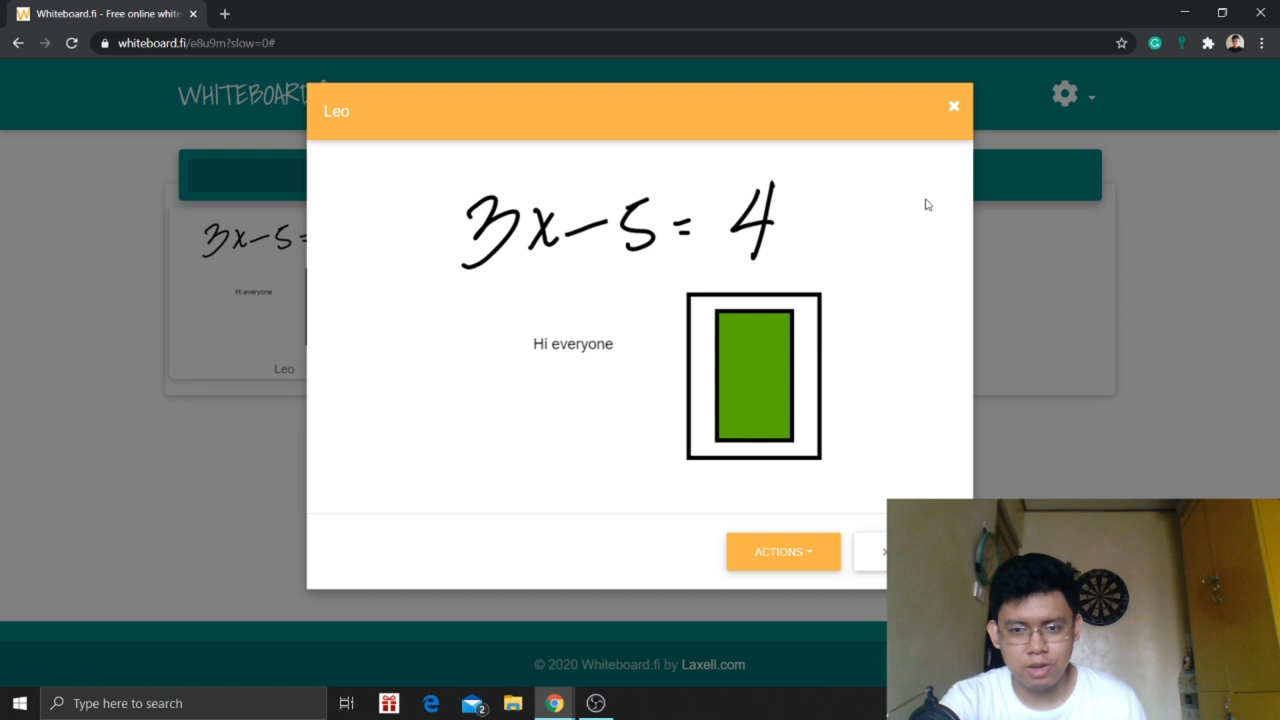 Whiteboard.fi - Free online white
whiteboard.fi/e8u9m?slow=0#
WHITEBOARD
Leo
3x-5= 4
3x-5=
Hi everyone
Hi everyone
Leo
ACTIONS
© 2020 Whiteboard.fi by Laxell.com
Type here to search
2